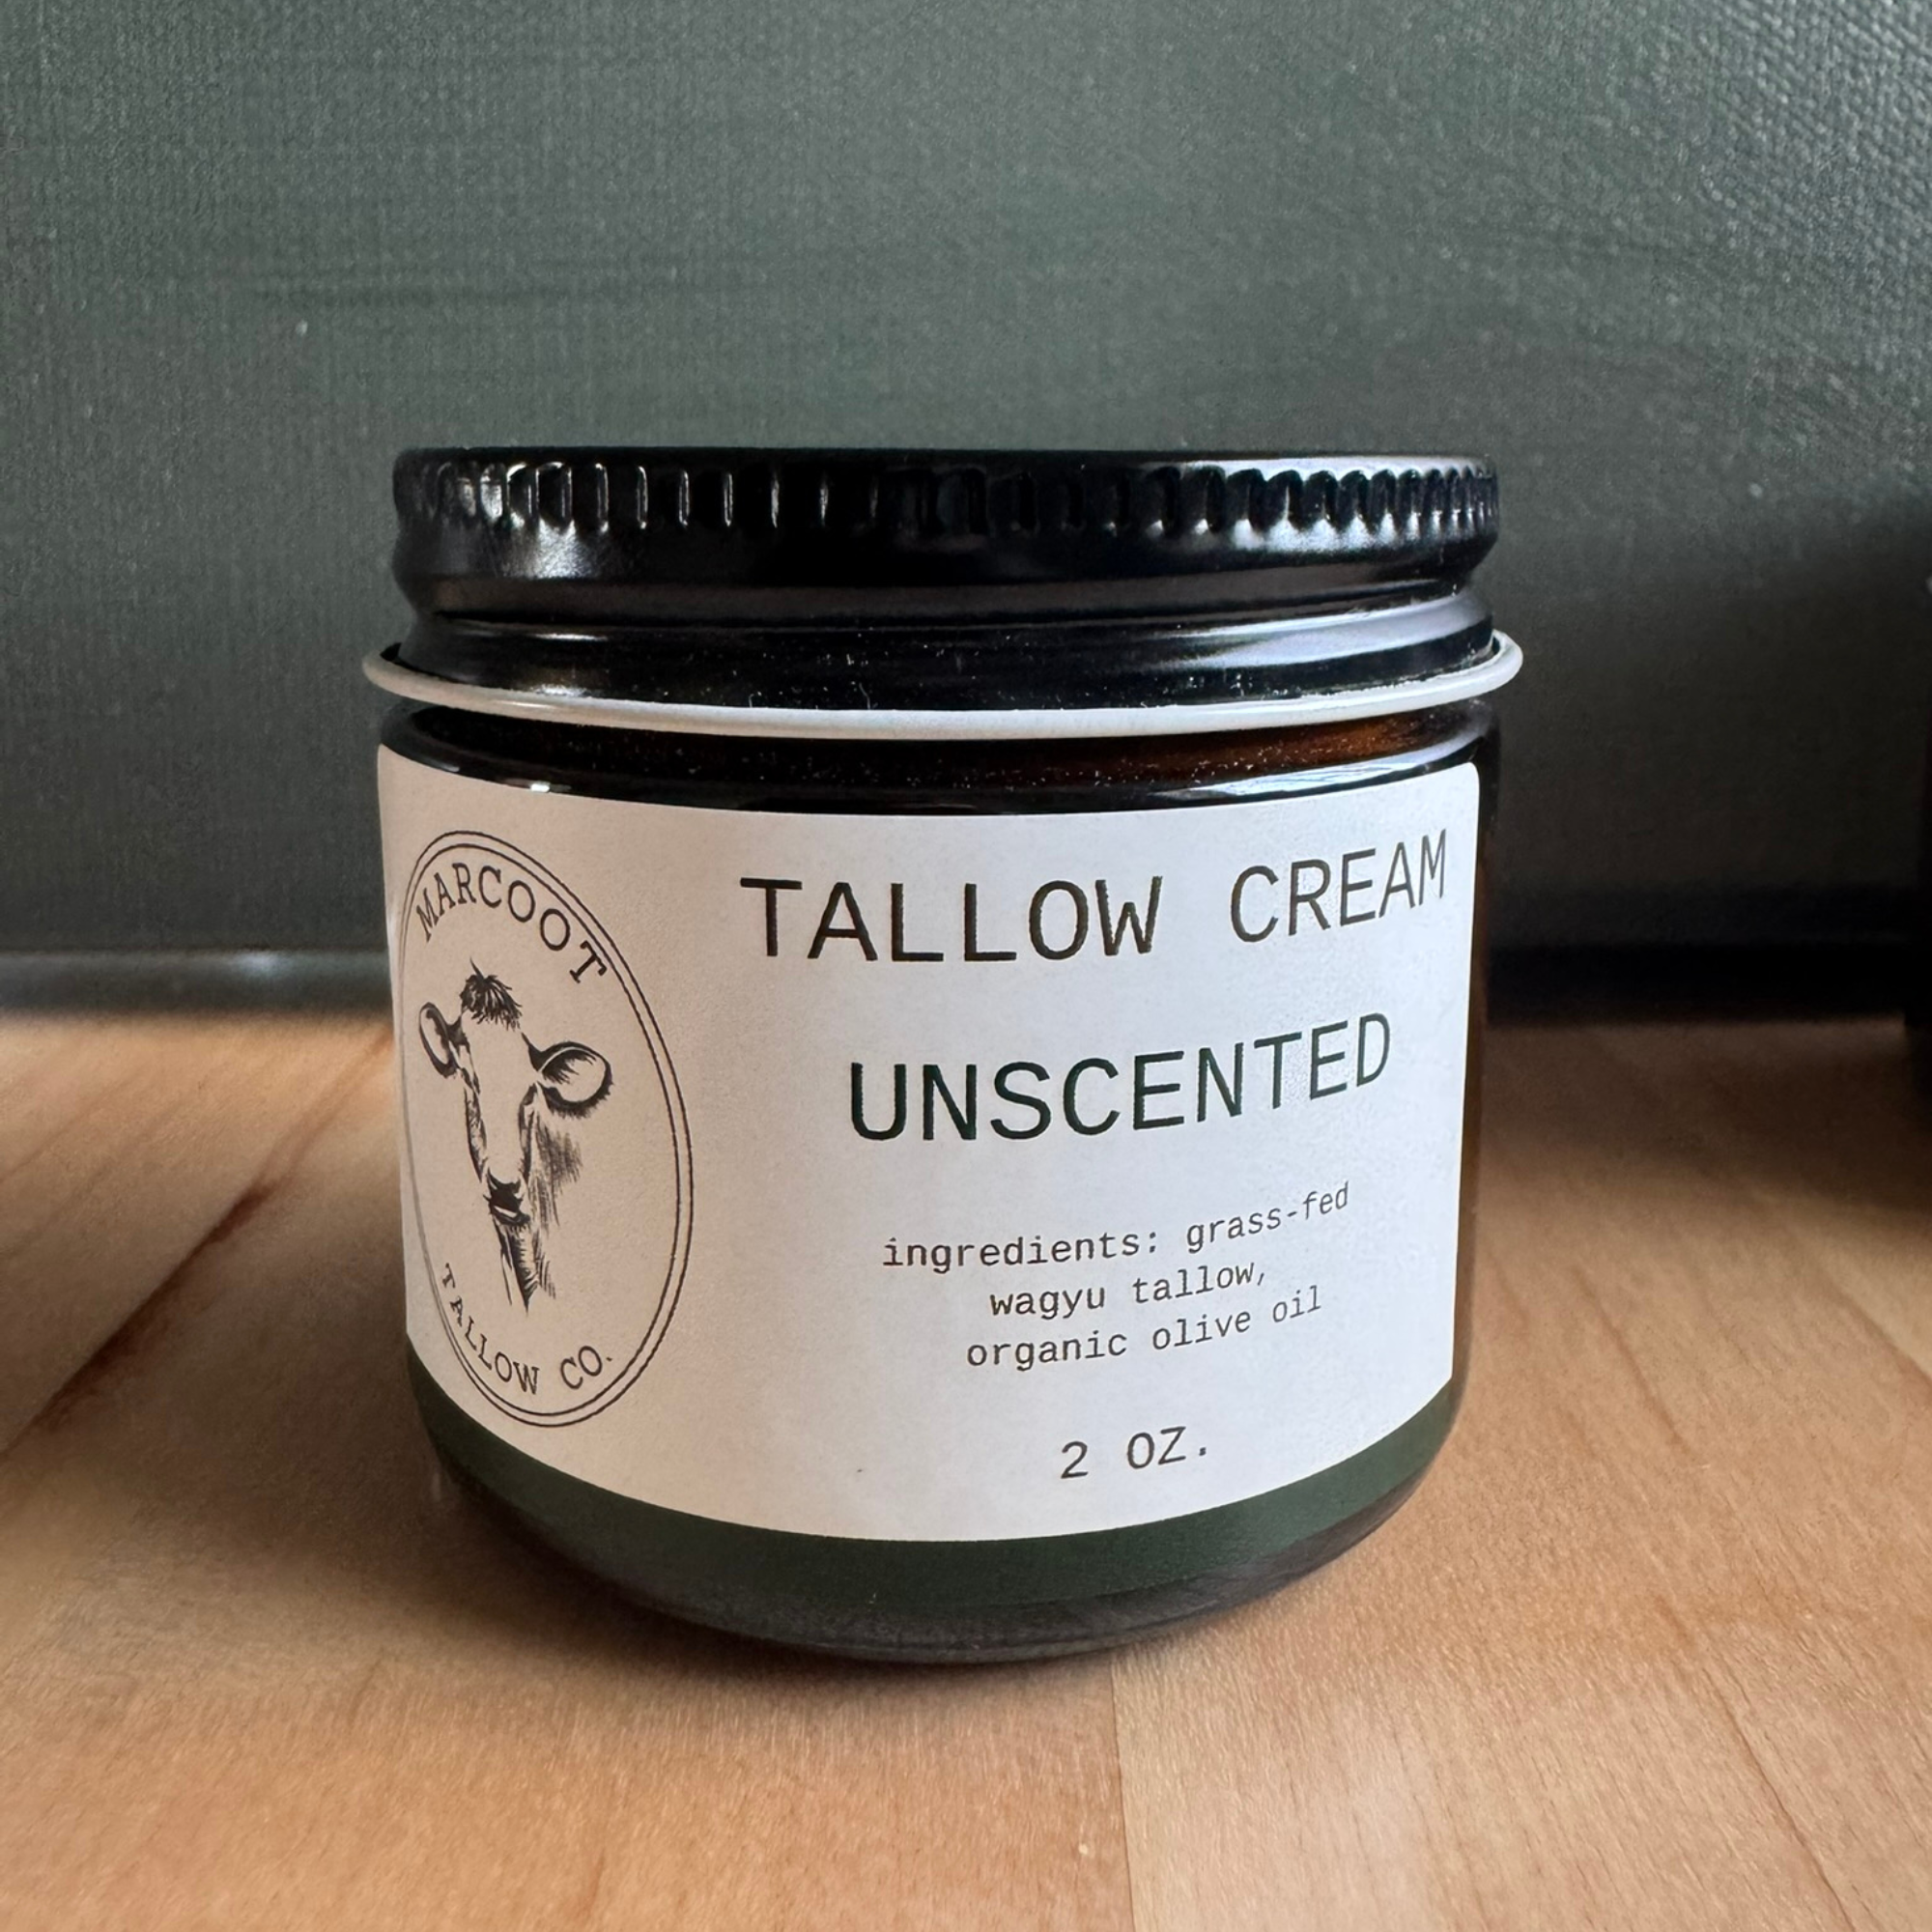 MARCOOT
TALLOW CO.
TALLOW CREAM
UNSCENTED
ingredients: grass-fed
wagyu tallow,
organic olive oil
2 OZ.